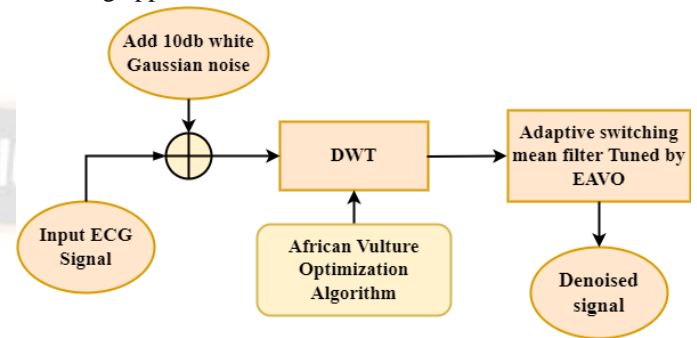 Add 10db white
Gaussian noise
DWT
Adaptive switching
mean filter Tuned by
EAVO
Input ECG
Signal
African Vulture
Optimization
Algorithm
Denoised
signal